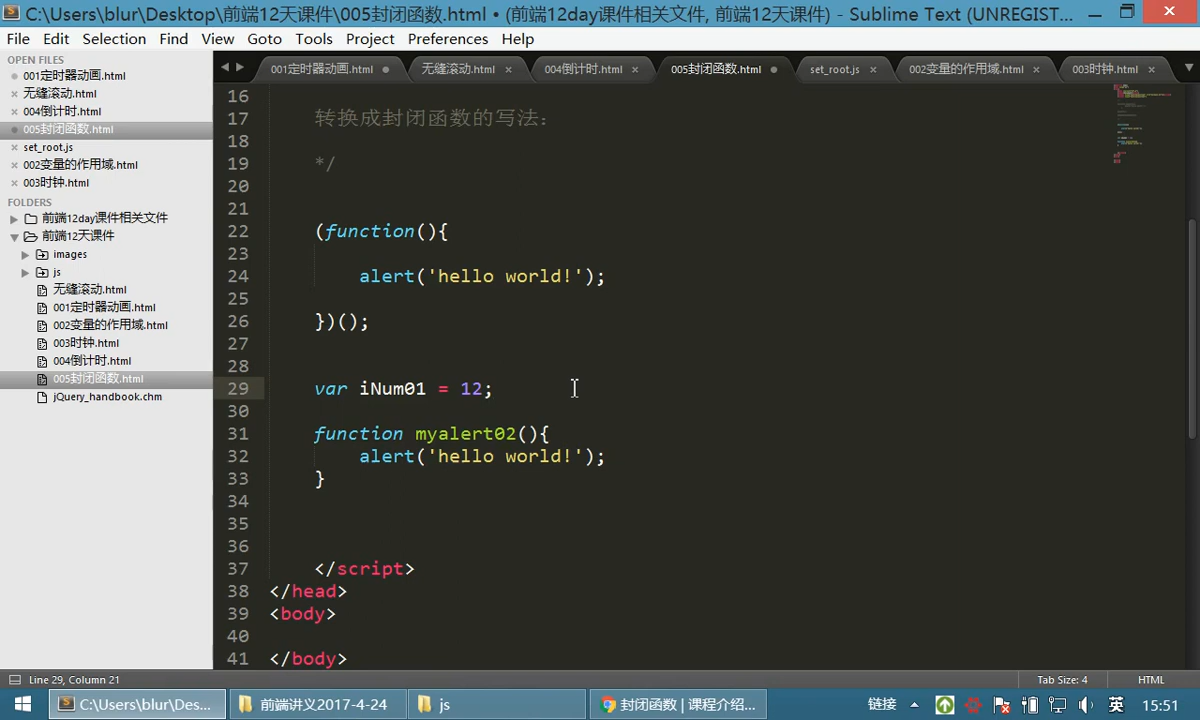 C:\Users\blur\Desktop\前端12天课件\005封闭函数.html • (前端12day课件相关文件, 前端12天课件) - Sublime Text (UNREGIST...
File Edit Selection Find View Goto Tools Project Preferences Help
OPEN FILES
001定时器动画.html
无缝滚动.html
004倒计时.html
005封闭函数.html
set_root.js
002变量的作用域.html
003时钟.html
FOLDERS
前端12day课件相关文件
前端12天课件
images
js
无缝滚动.html
001定时器动画.html
002变量的作用域.html
003时钟.html
004倒计时.html
005封闭函数.html
jQuery_handbook.chm
001定时器动画.html 无缝滚动.html 004倒计时.html 005封闭函数.html set_root.js 002变量的作用域.html 003时钟.html
16
17 转换成封闭函数的写法：
18
19 */
20
21
22 (function(){
23
24 alert('hello world!');
25
26 })();
27
28
29 var iNum01 = 12;
30
31 function myalert02(){
32 alert('hello world!');
33 }
34
35
36
37 </script>
38 </head>
39 <body>
40
41 </body>
Line 29, Column 21 Tab Size: 4 HTML
C:\Users\blur\Des... 前端讲义2017-4-24 js 封闭函数 | 课程介绍... 链接 英 15:51